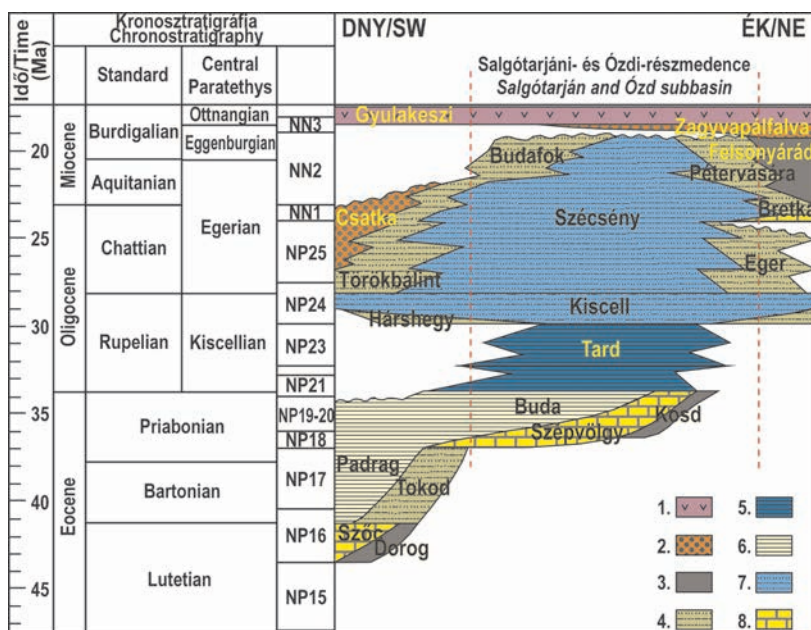 Idő/Time
(Ma)
Kronosztratigráfia
Chronostratigraphy
Standard
Central
Paratethys
DNY/SW
ÉK/NE
Salgótarjáni- és Ózdi-részmedence
Salgótarján and Ózd subbasin
20
25
30
35
40
45
Miocene
Oligocene
Eocene
Burdigalian
Aquitanian
Chattian
Rupelian
Priabonian
Bartonian
Lutetian
Ottnangian
Eggenburgian
Egerian
Kiscellian
NN3
NN2
NN1
NP25
NP24
NP23
NP21
NP19-20
NP18
NP17
NP16
NP15
Gyulakeszi
Zagyvapálfalva
Budafok
Felsőnyárád
Pétervására
Csatka
Szécsény
Bretka
Törökbálint
Eger
Kiscell
Hárshegy
Tard
Buda
Kosd
Szépvölgy
Padrag
Tokod
Szőc
Dorog
1.
2.
3.
4.
5.
6.
7.
8.